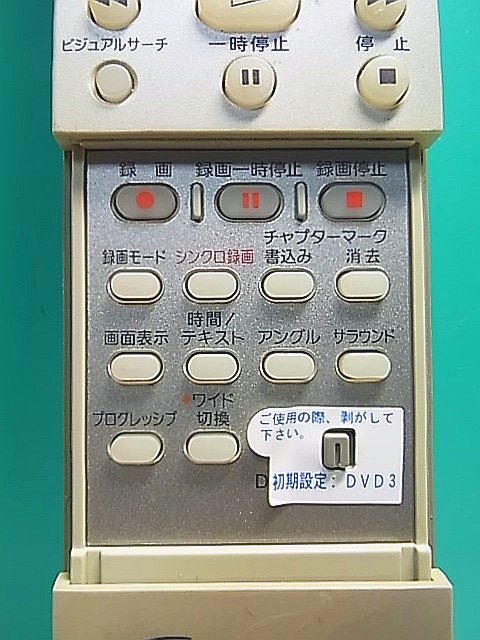 ビジュアルサーチ 一時停止 停止
録画 録画一時停止 録画停止
チャプターマーク
録画モード シンクロ録画 書込み 消去
時間/
画面表示 テキスト アングル サラウンド
ワイド
プログレッシブ 切換
ご使用の際、剥がして
下さい。
D
初期設定：DVD3